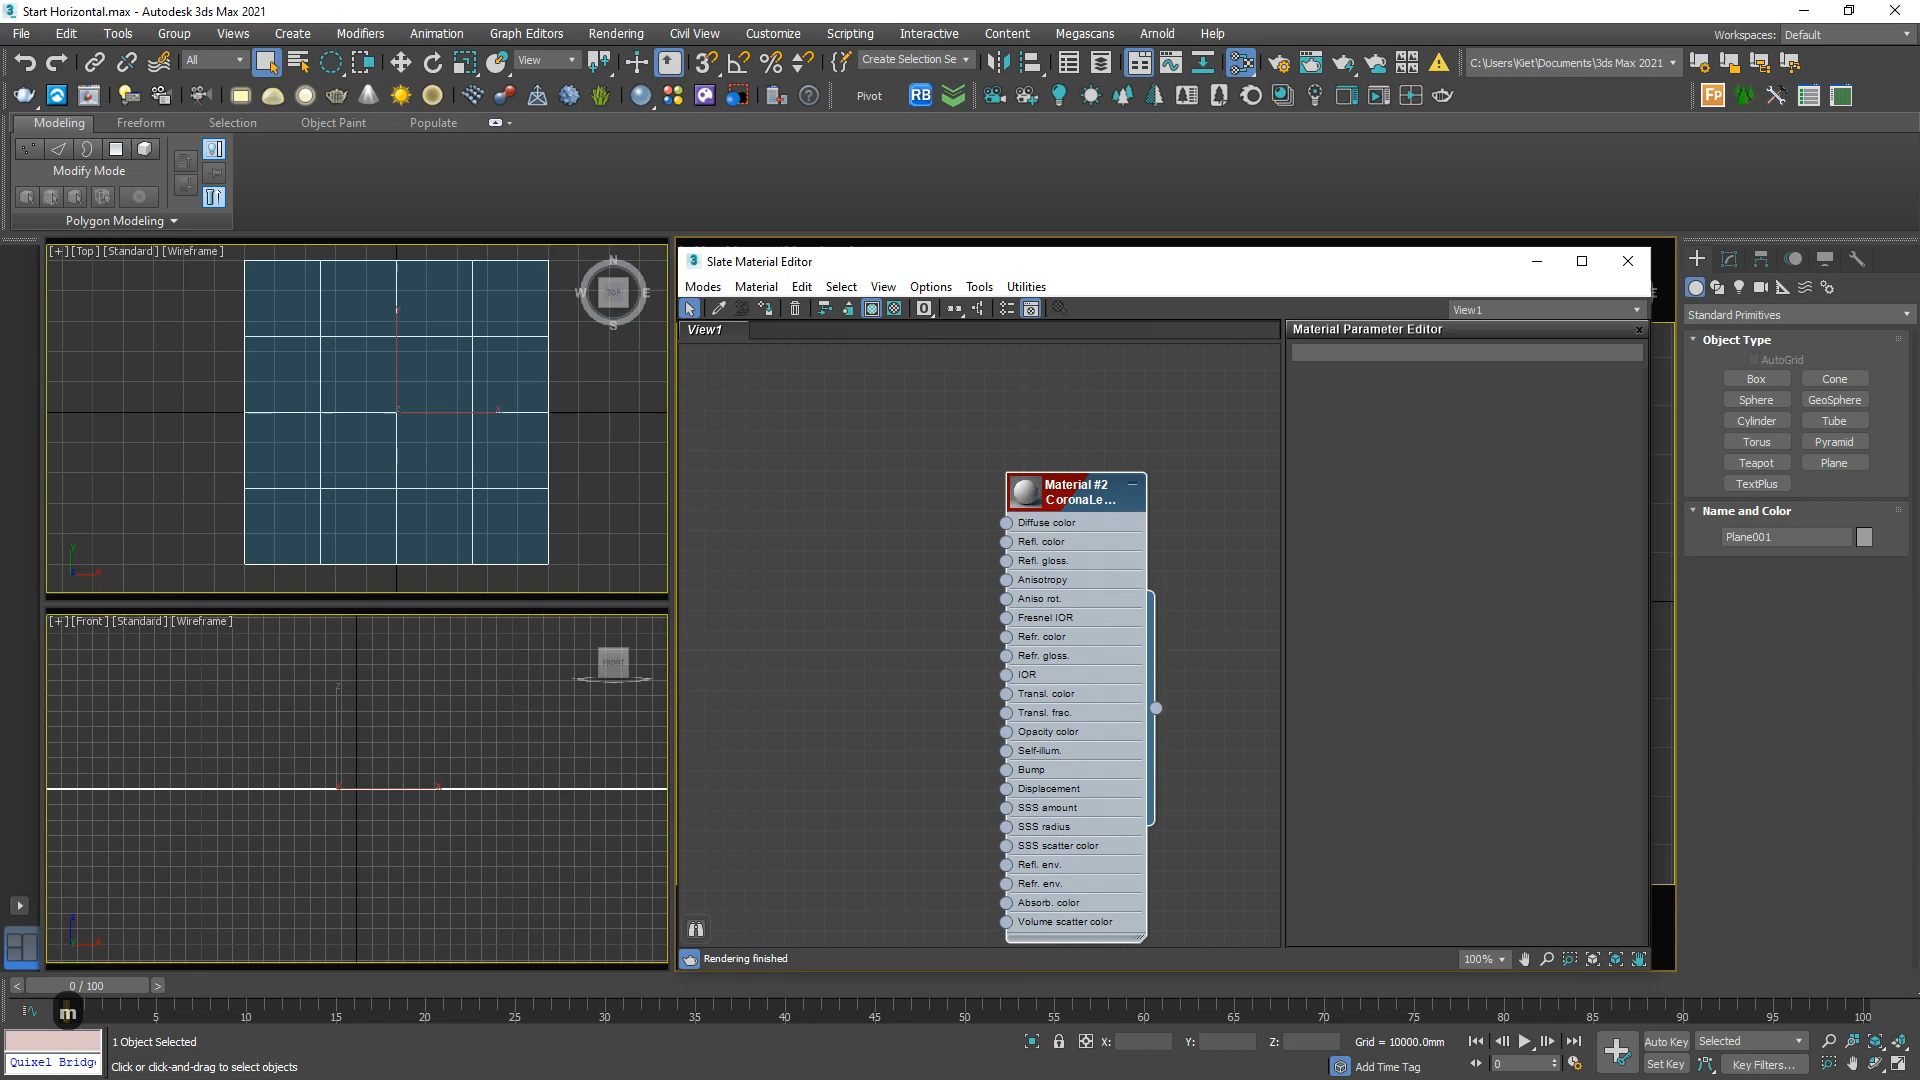 Start Horizontal.max - Autodesk 3ds Max 2021
File Edit Tools Group Views Create Modifiers Animation Graph Editors Rendering Civil View Customize Scripting Interactive Content Megascans Arnold Help
Workspaces: Default
All View Create Selection Se C:\Users\Kiet\Documents\3ds Max 2021
Pivot RB Fp
Modeling Freeform Selection Object Paint Populate
Modify Mode
Polygon Modeling
[+] [Top] [Standard] [Wireframe]
N
W TOP E
S
y
x
z
y
x
[+] [Front] [Standard] [Wireframe]
FRONT
z
x
z
x
Slate Material Editor
Modes Material Edit Select View Options Tools Utilities
View1
View1
Material Parameter Editor
Material #2
CoronaLe...
Diffuse color
Refl. color
Refl. gloss.
Anisotropy
Aniso rot.
Fresnel IOR
Refr. color
Refr. gloss.
IOR
Transl. color
Transl. frac.
Opacity color
Self-illum.
Bump
Displacement
SSS amount
SSS radius
SSS scatter color
Refl. env.
Refr. env.
Absorb. color
Volume scatter color
Rendering finished
100%
Standard Primitives
Object Type
AutoGrid
Box Cone
Sphere GeoSphere
Cylinder Tube
Torus Pyramid
Teapot Plane
TextPlus
Name and Color
Plane001
< 0 / 100 >
m 5 10 15 20 25 30 35 40 45 50 55 60 65 70 75 80 85 90 95 100
1 Object Selected
Quixel Bridge
Click or click-and-drag to select objects
X: Y: Z: Grid = 10000.0mm
Add Time Tag
0
Auto Key Selected
Set Key Key Filters...